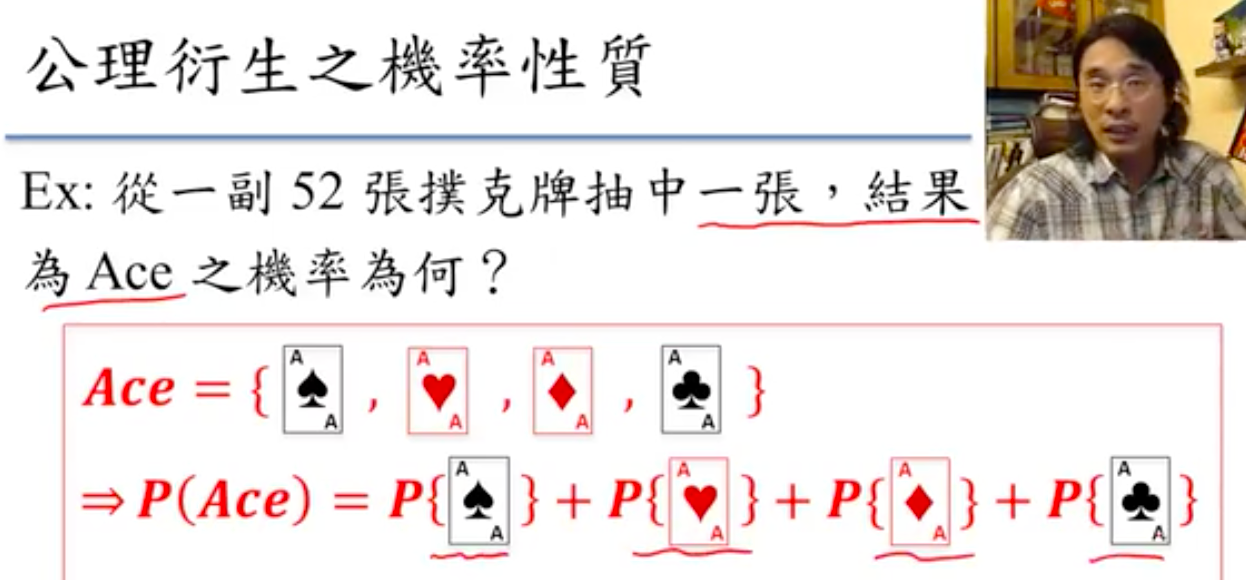 公理衍生之機率性質
Ex: 從一副 52 張撲克牌抽中一張，結果
為 Ace 之機率為何？
Ace = { A ♠ A , A ♥ A , A ♦ A , A ♣ A }
⇒ P(Ace) = P{ A ♠ A } + P{ A ♥ A } + P{ A ♦ A } + P{ A ♣ A }